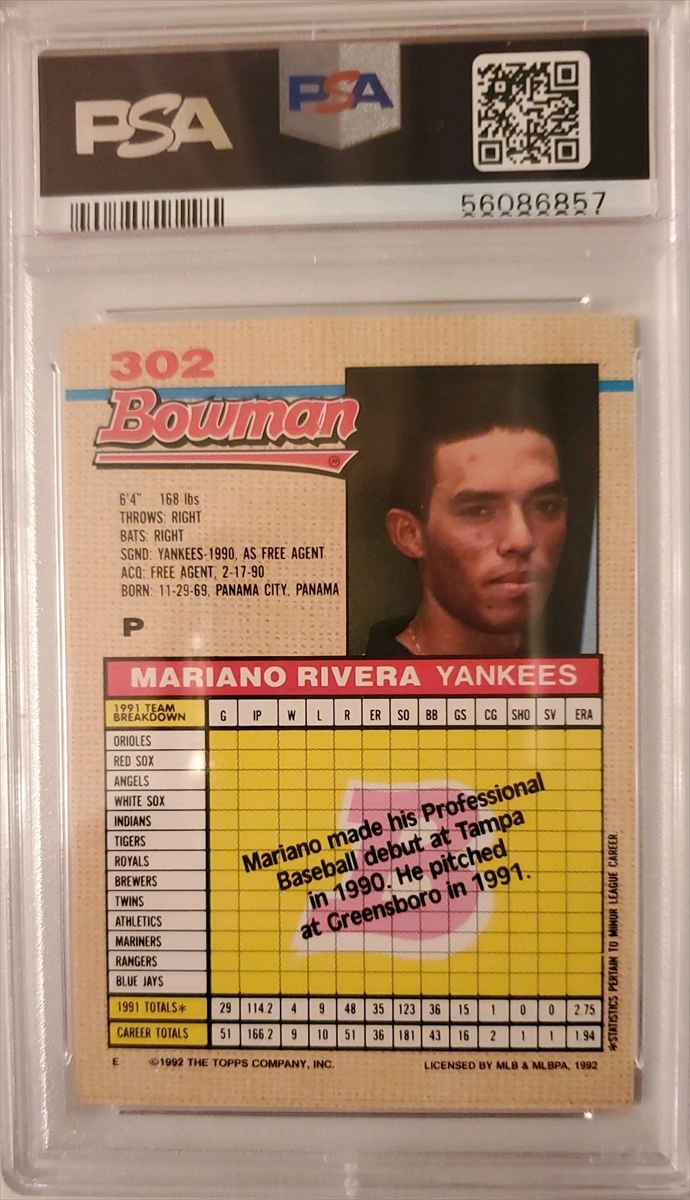 PSA
PSA
56086857
302
Bowman
6'4" 168 lbs
THROWS: RIGHT
BATS: RIGHT
SGND: YANKEES-1990, AS FREE AGENT
ACQ: FREE AGENT, 2-17-90
BORN: 11-29-69, PANAMA CITY, PANAMA
P
MARIANO RIVERA YANKEES
1991 TEAM BREAKDOWN G IP W L R ER SO BB GS CG SHO SV ERA
ORIOLES
RED SOX
ANGELS
WHITE SOX
INDIANS
TIGERS
ROYALS
BREWERS
TWINS
ATHLETICS
MARINERS
RANGERS
BLUE JAYS
B
Mariano made his Professional
Baseball debut at Tampa
in 1990. He pitched
at Greensboro in 1991.
1991 TOTALS* 29 114.2 4 9 48 35 123 36 15 1 0 0 2.75
CAREER TOTALS 51 166.2 9 10 51 36 181 43 16 2 1 1 1.94
*STATISTICS PERTAIN TO MINOR LEAGUE CAREER.
E ©1992 THE TOPPS COMPANY, INC. LICENSED BY MLB & MLBPA, 1992